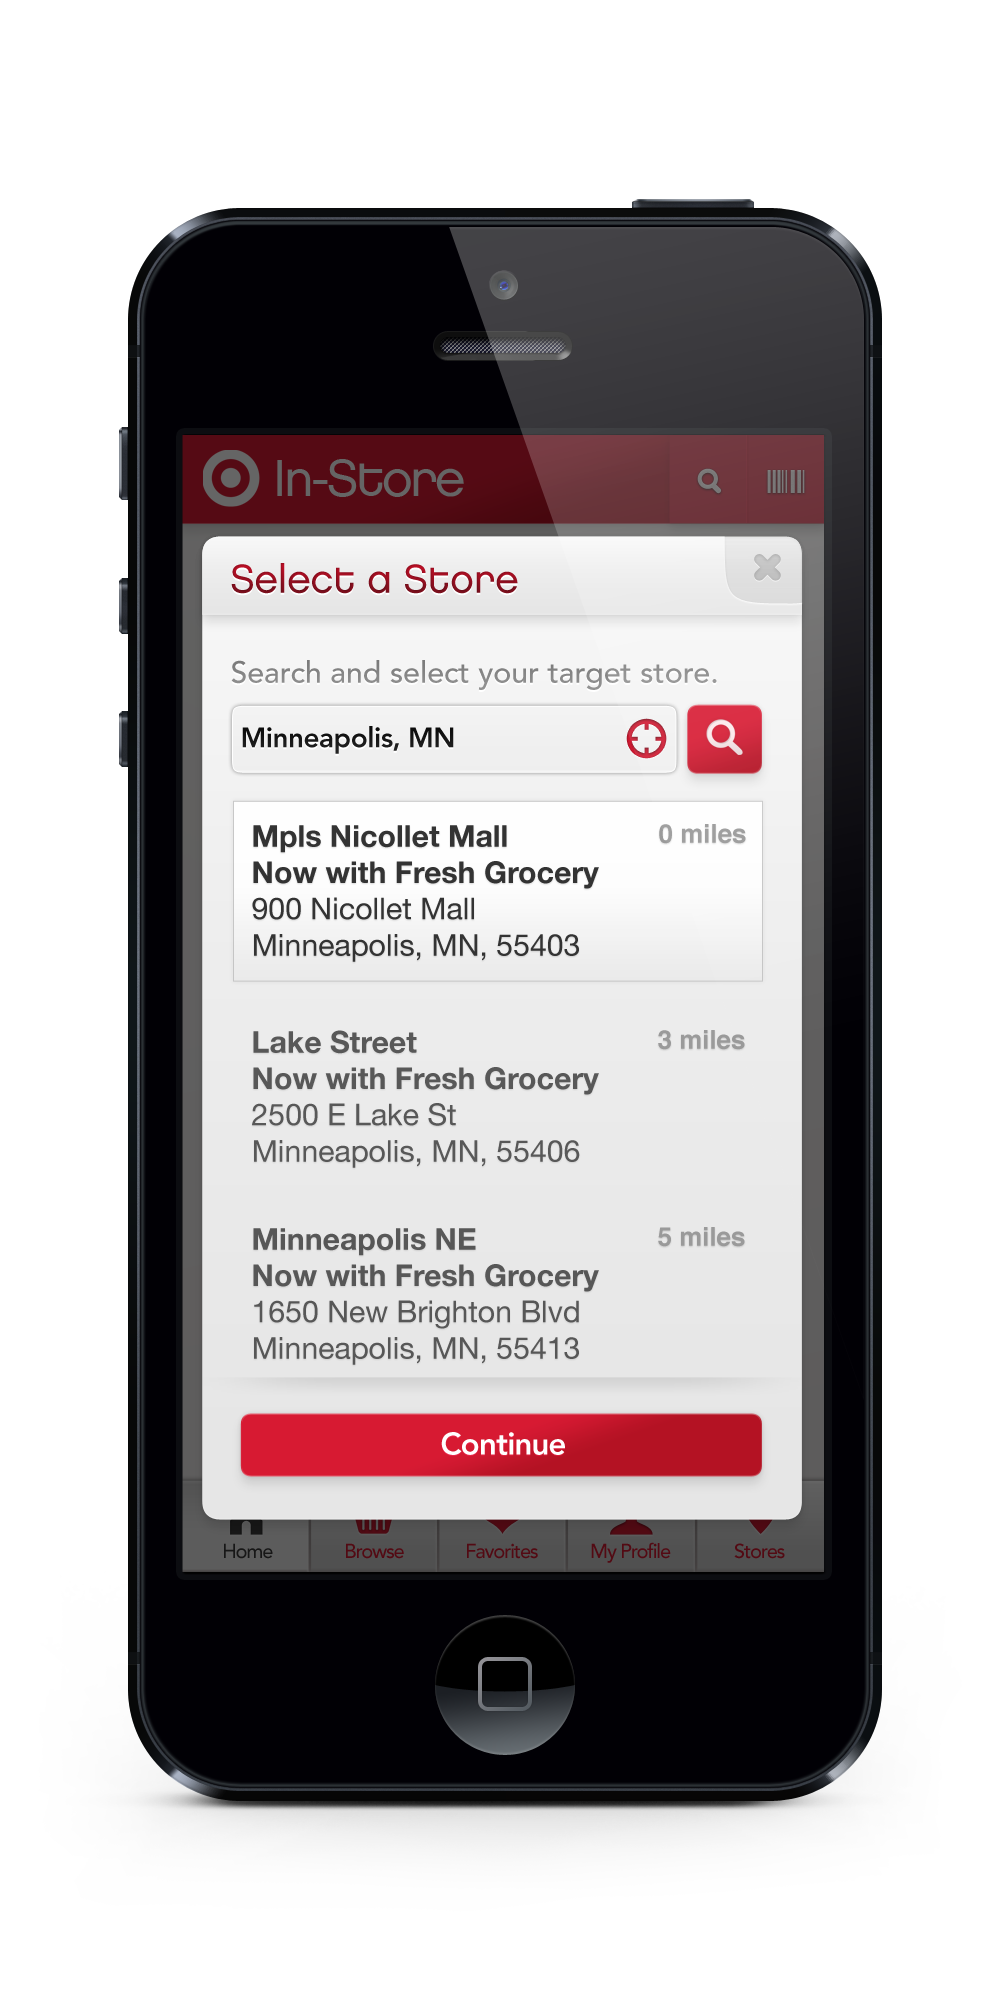 In-Store
Select a Store
Search and select your target store.
Minneapolis, MN
Mpls Nicollet Mall
0 miles
Now with Fresh Grocery
900 Nicollet Mall
Minneapolis, MN, 55403
Lake Street
3 miles
Now with Fresh Grocery
2500 E Lake St
Minneapolis, MN, 55406
Minneapolis NE
5 miles
Now with Fresh Grocery
1650 New Brighton Blvd
Minneapolis, MN, 55413
Continue
Home Browse Favorites My Profile Stores